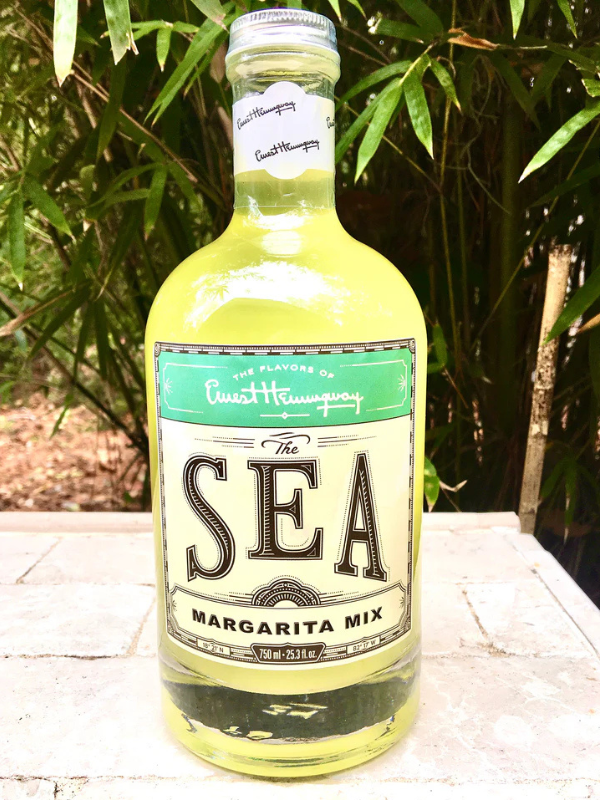 Ernest Hemingway
Ernest Hemingway
THE FLAVORS OF
Ernest Hemingway
The
SEA
MARGARITA MIX
750 ml • 25.3 fl. oz.